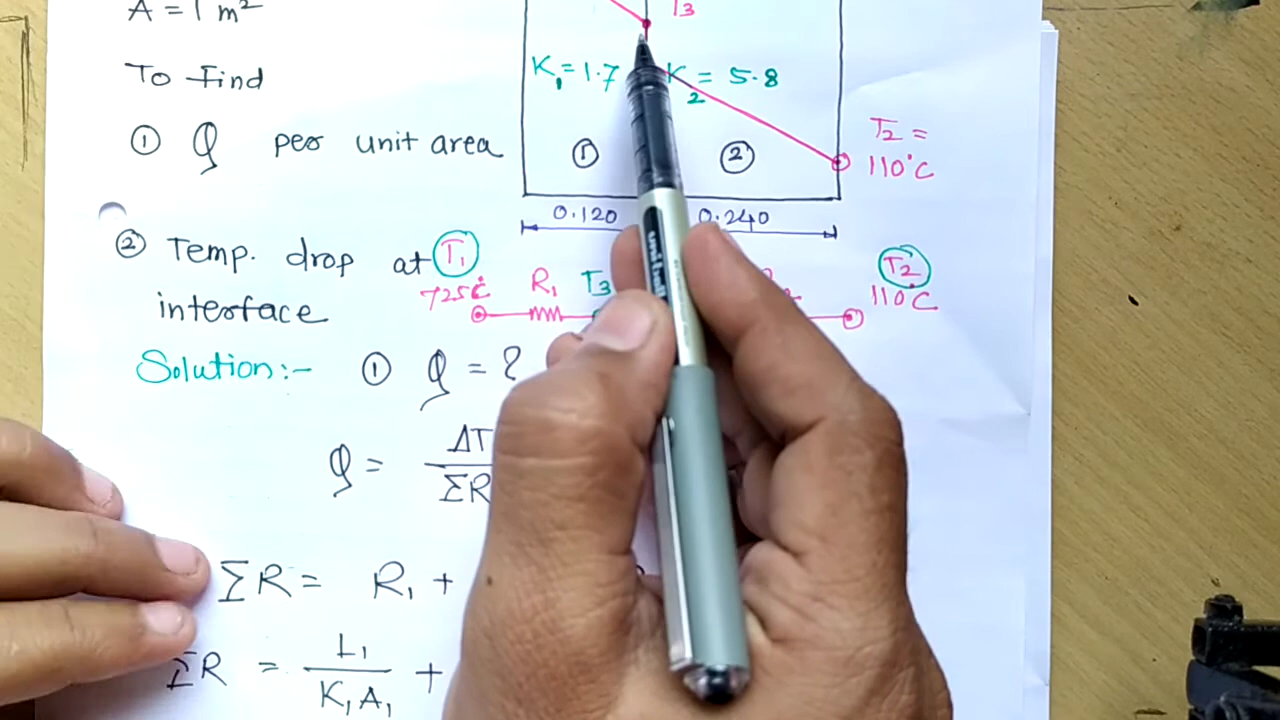 A = 1 m²
To Find
① Q per unit area
② Temp. drop at
interface
T3
K1 = 1.7
K2 = 5.8
① ②
T2 =
110°C
0.120 0.240
T1
725°C
R1 T3
T2
110°C
Solution:- ① Q = ?
Q = ΔT
ΣR
ΣR = R1 +
ΣR = L1
K1A1 +
uni-ball